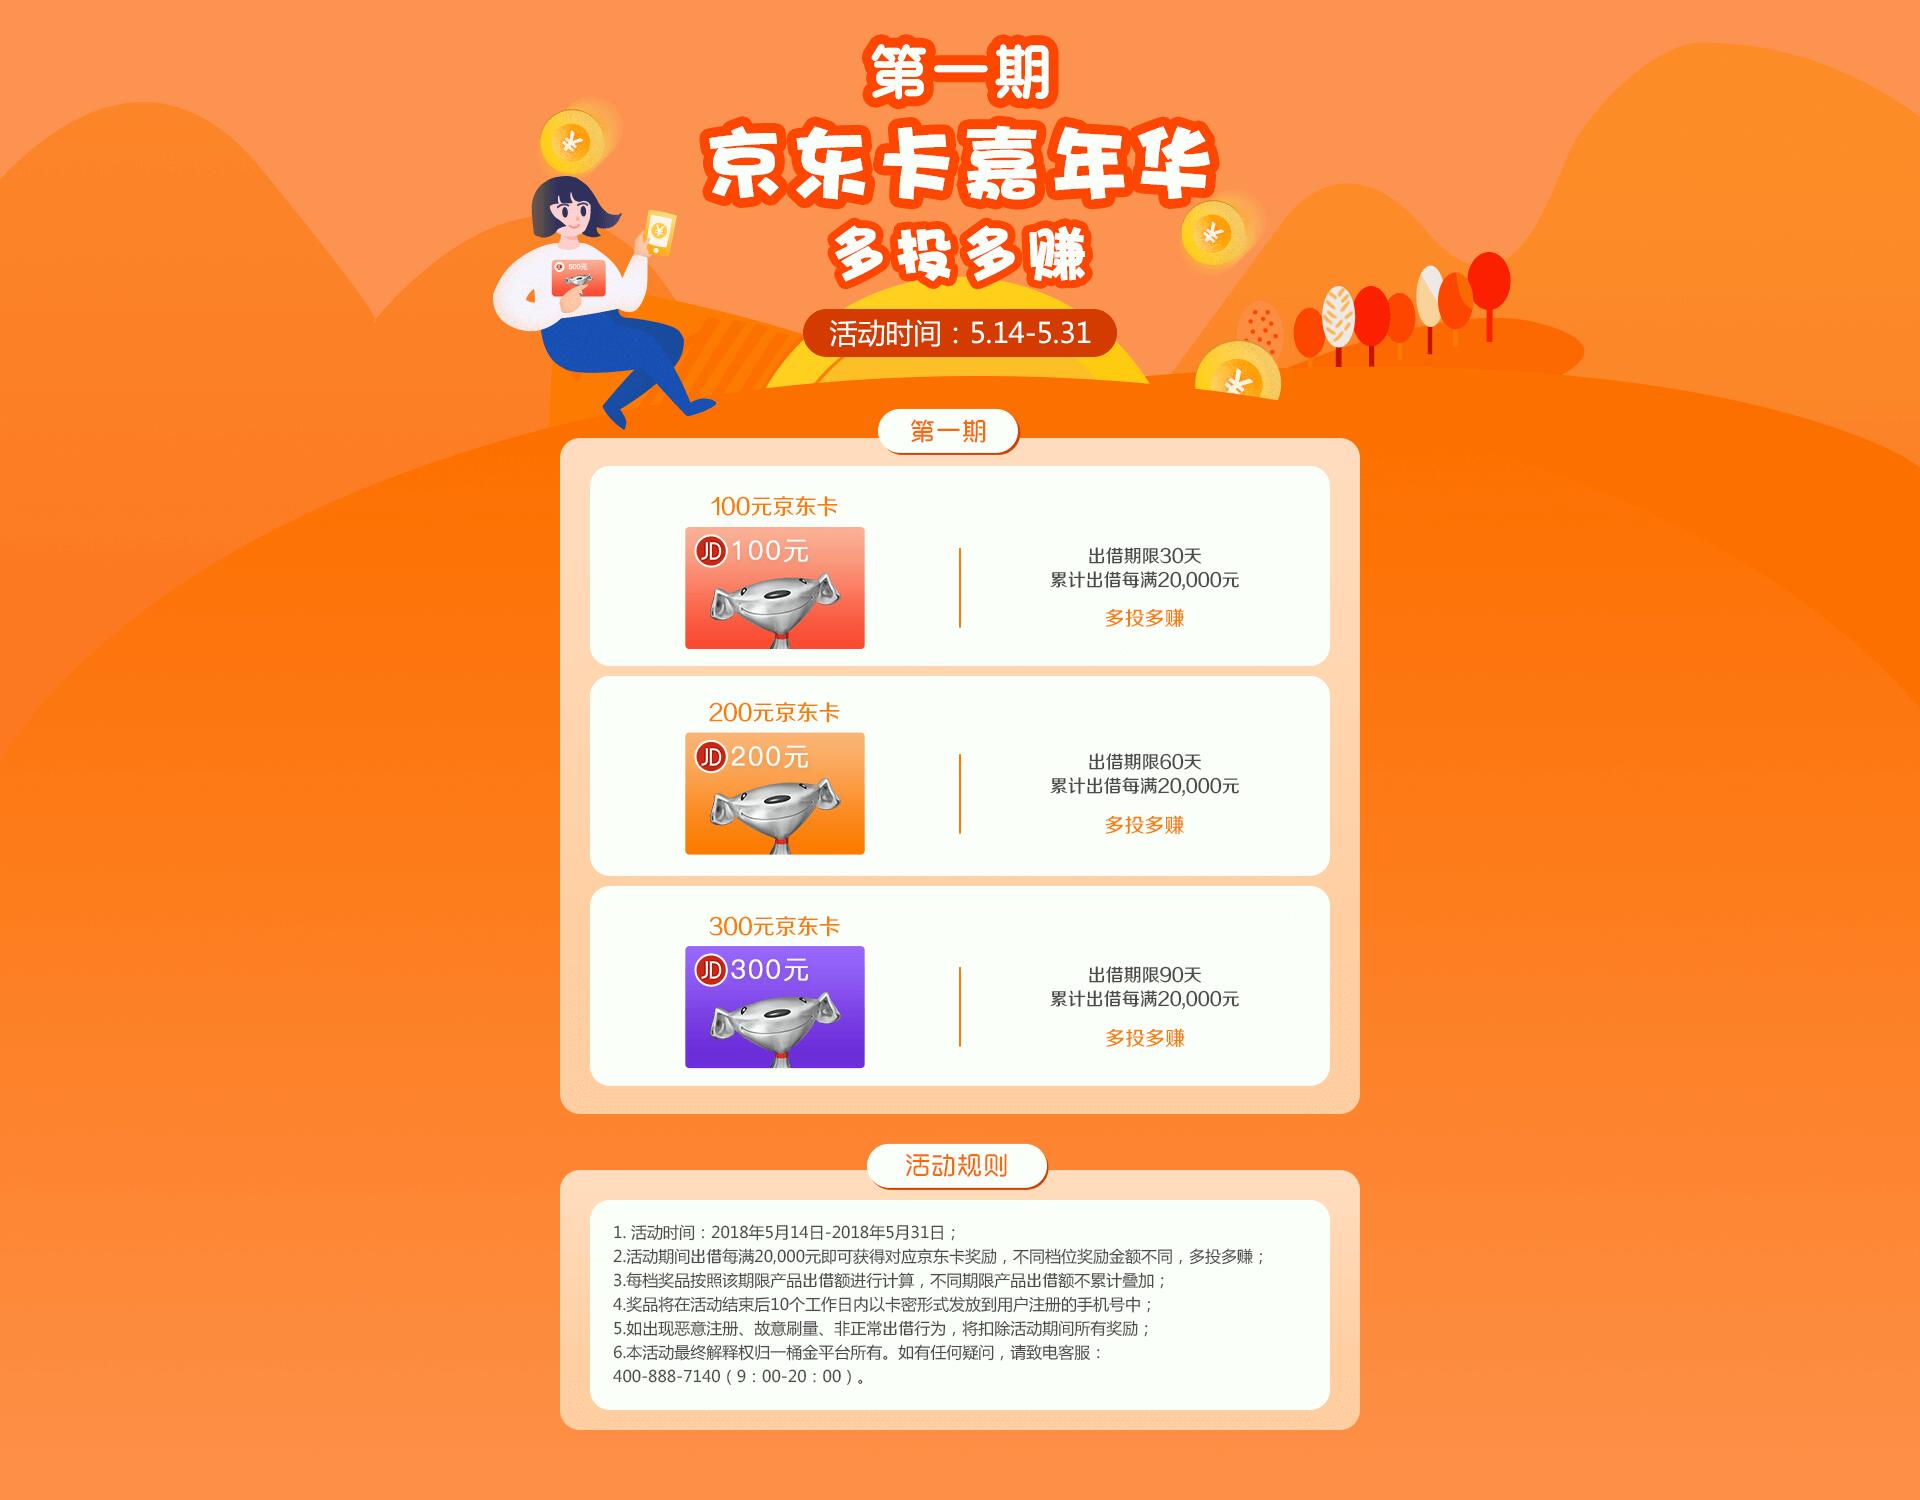 第一期
京东卡嘉年华
多投多赚
500元
活动时间：5.14-5.31
第一期
100元京东卡
JD 100元
出借期限30天
累计出借每满20,000元
多投多赚
200元京东卡
JD 200元
出借期限60天
累计出借每满20,000元
多投多赚
300元京东卡
JD 300元
出借期限90天
累计出借每满20,000元
多投多赚
活动规则
1. 活动时间：2018年5月14日-2018年5月31日；
2.活动期间出借每满20,000元即可获得对应京东卡奖励，不同档位奖励金额不同，多投多赚；
3.每档奖品按照该期限产品出借额进行计算，不同期限产品出借额不累计叠加；
4.奖品将在活动结束后10个工作日内以卡密形式发放到用户注册的手机号中；
5.如出现恶意注册、故意刷量、非正常出借行为，将扣除活动期间所有奖励；
6.本活动最终解释权归一桶金平台所有。如有任何疑问，请致电客服：
400-888-7140（9：00-20：00）。